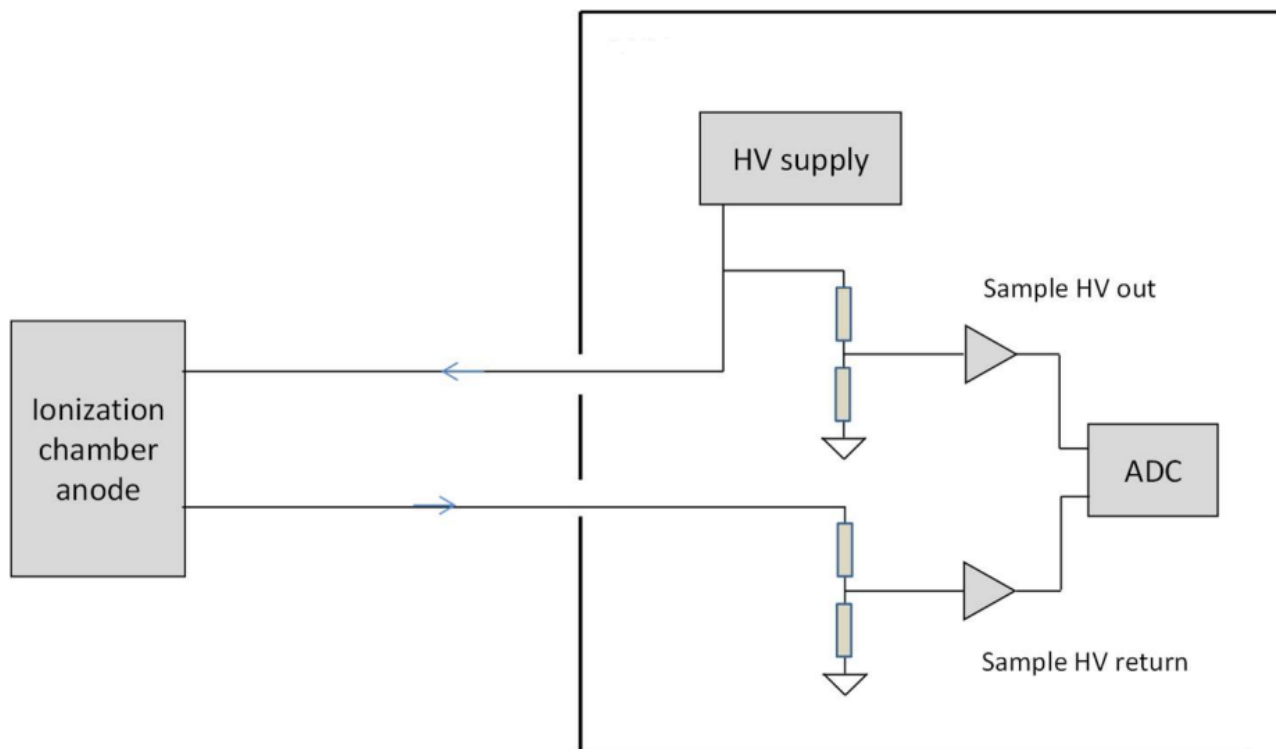 HV supply
Sample HV out
Ionization
chamber
anode
ADC
Sample HV return